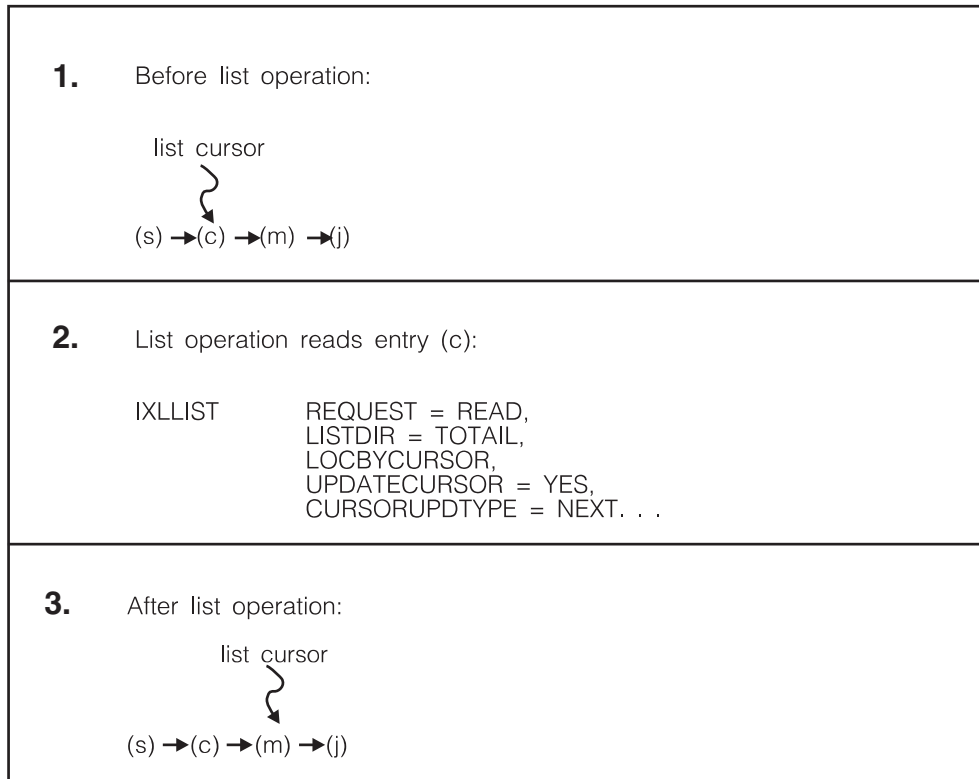 1. Before list operation:
list cursor
(s) →(c) →(m) →(j)
2. List operation reads entry (c):
IXLLIST REQUEST = READ,
LISTDIR = TOTAIL,
LOCBYCURSOR,
UPDATECURSOR = YES,
CURSORUPDTYPE = NEXT. . .
3. After list operation:
list cursor
(s) →(c) →(m) →(j)